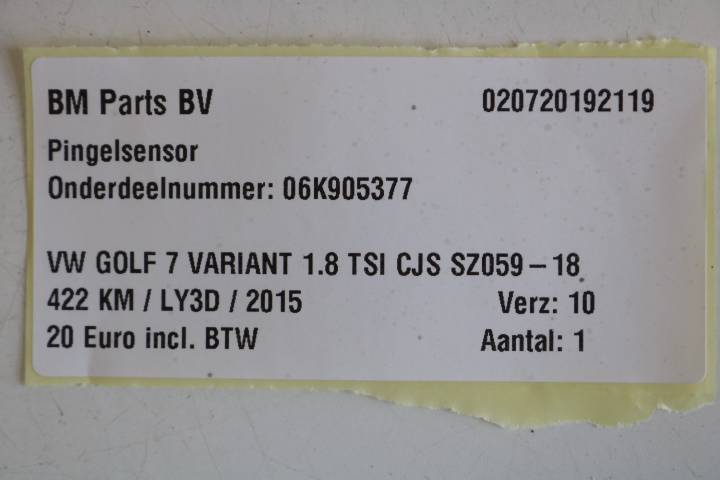 BM Parts BV 020720192119
Pingelsensor
Onderdeelnummer: 06K905377
VW GOLF 7 VARIANT 1.8 TSI CJS SZ059-18
422 KM / LY3D / 2015 Verz: 10
20 Euro incl. BTW Aantal: 1